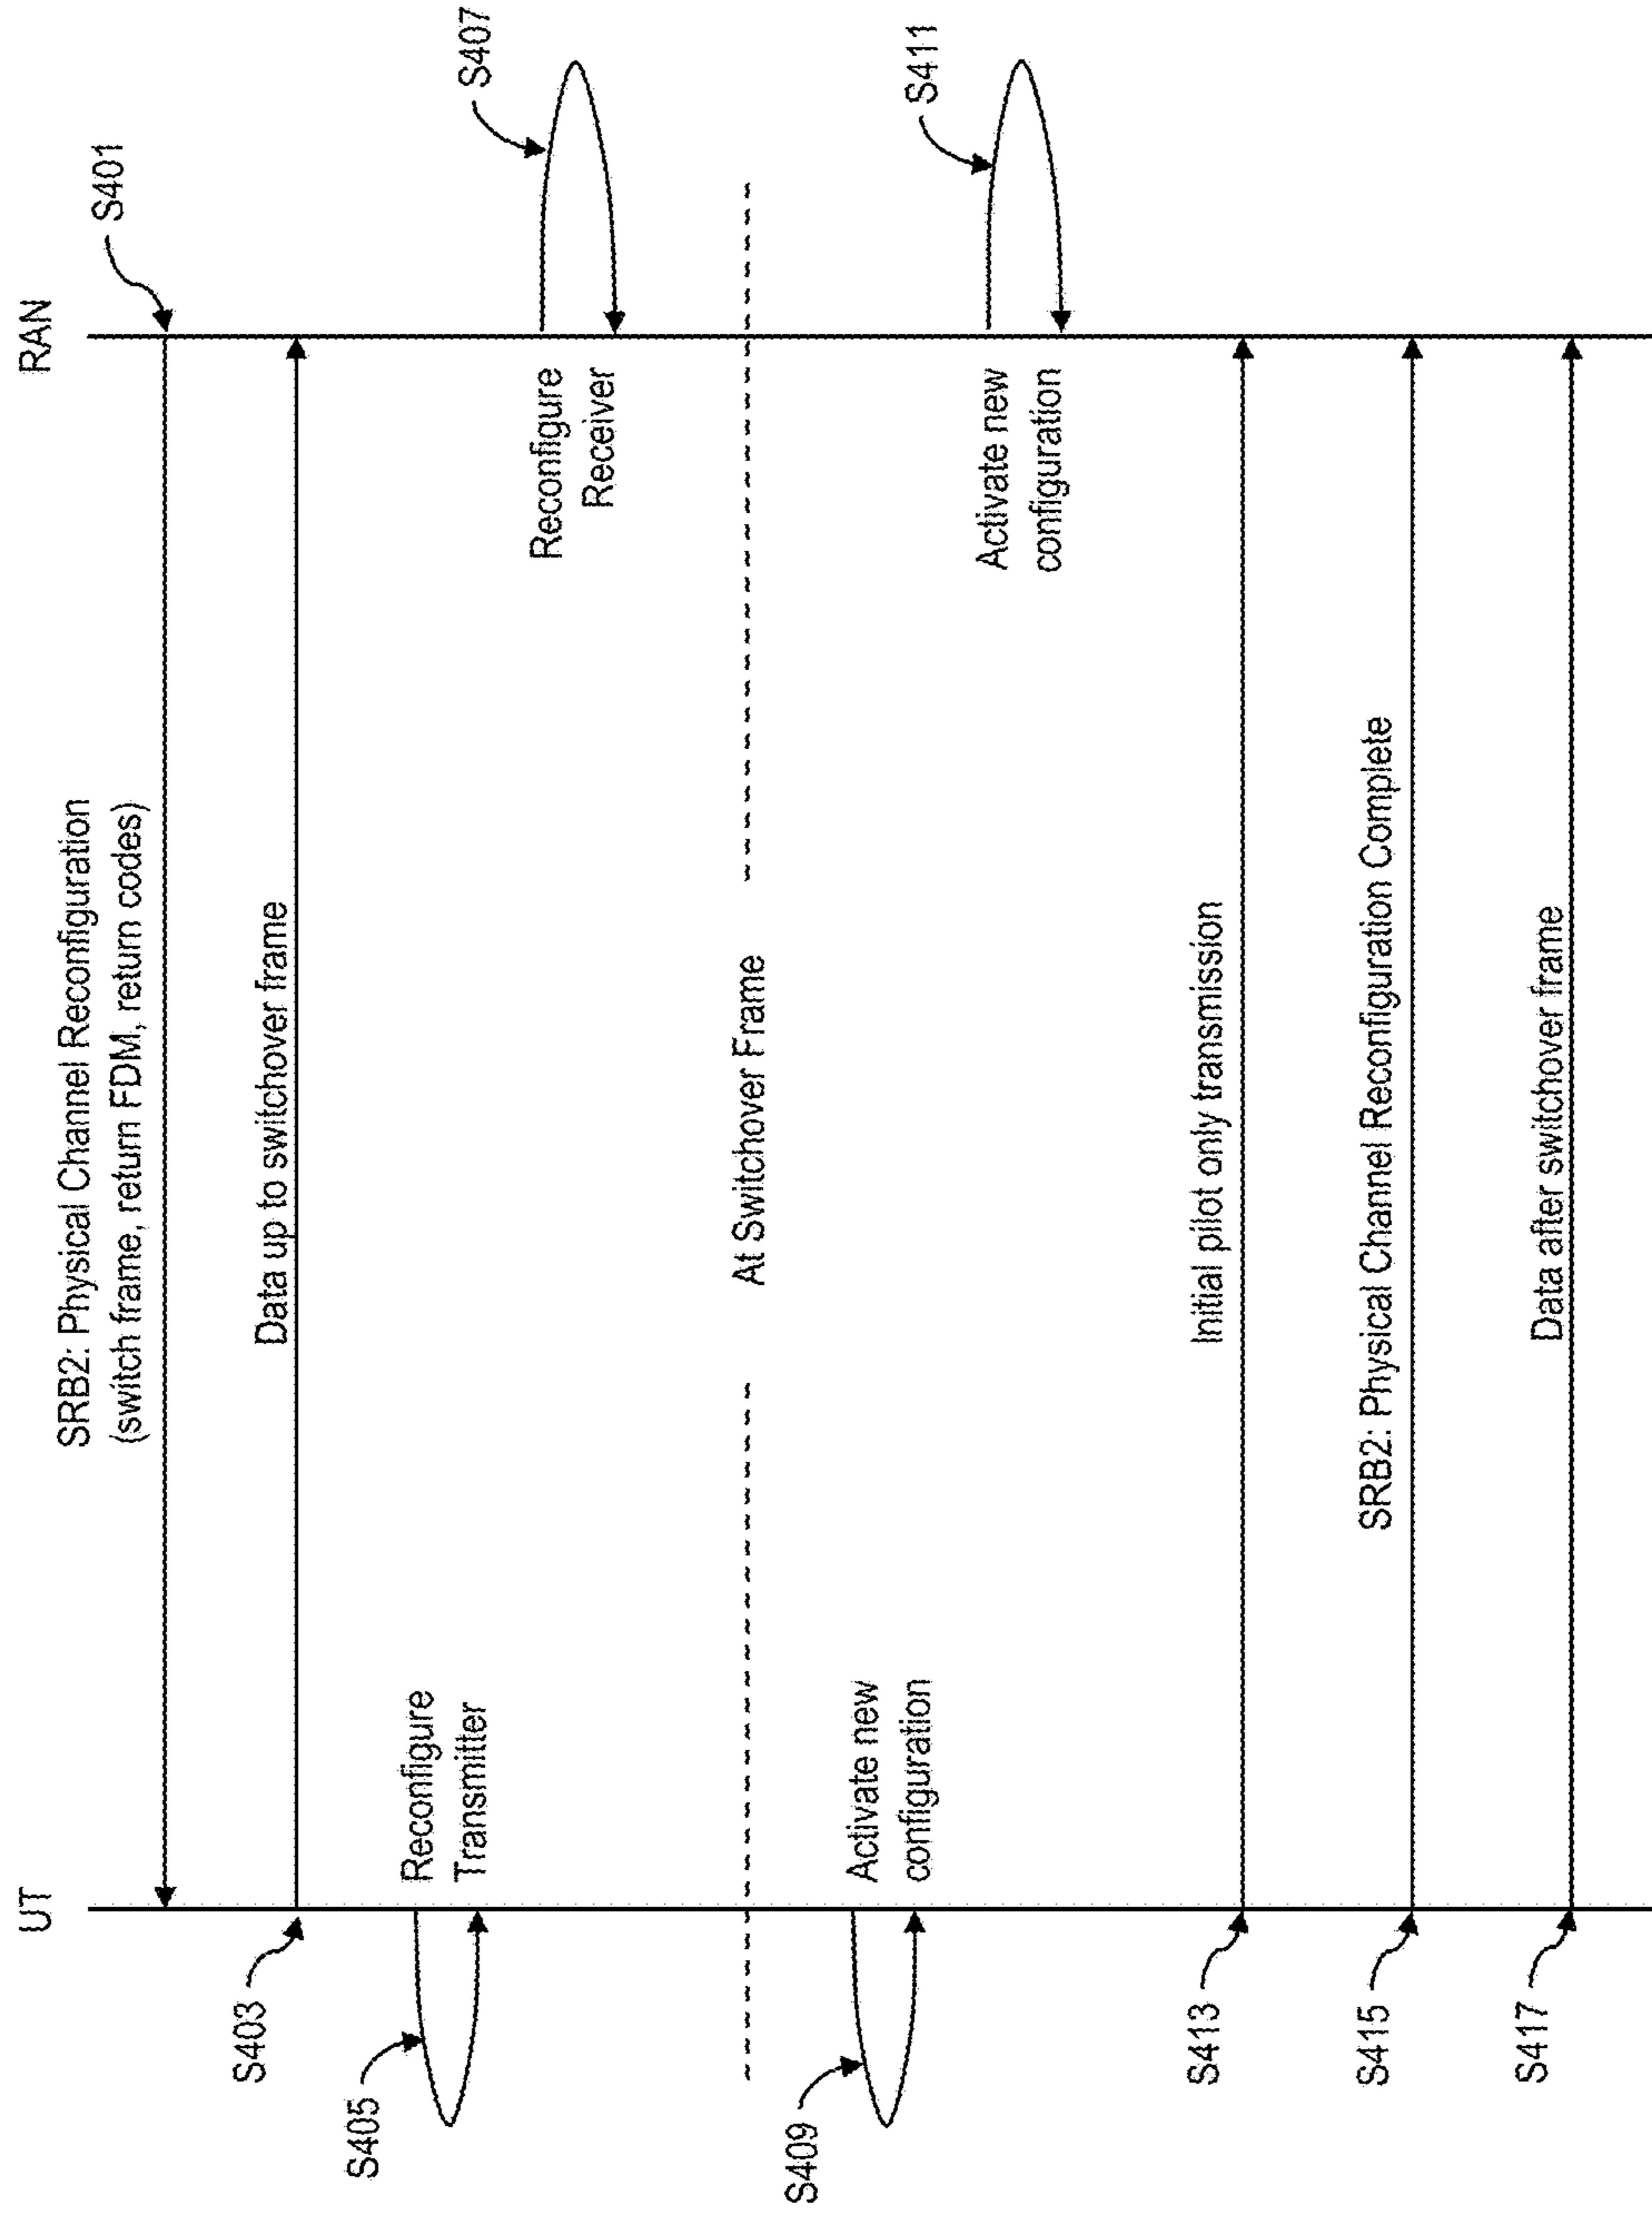 UT
RAN
S401
SRB2: Physical Channel Reconfiguration
(switch frame, return FDM, return codes)
S403
Data up to switchover frame
S405
Reconfigure
Transmitter
S407
Reconfigure
Receiver
At Switchover Frame
S409
Activate new
configuration
S411
Activate new
configuration
S413
Initial pilot only transmission
S415
SRB2: Physical Channel Reconfiguration Complete
S417
Data after switchover frame